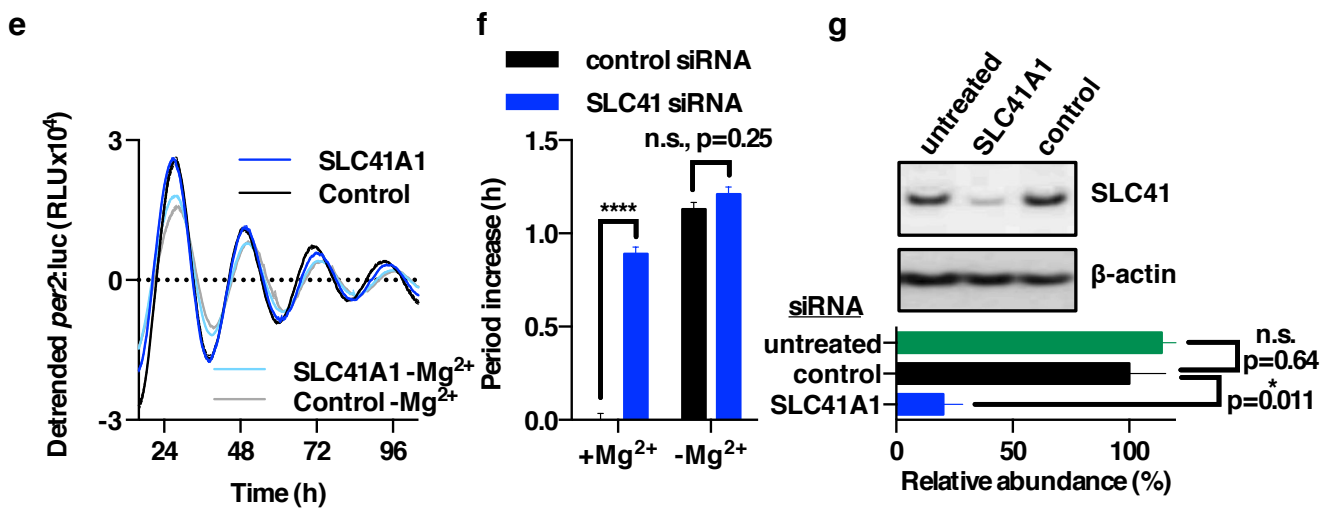 e
Detrended per2:luc (RLUx10⁴)
3
0
-3
SLC41A1
Control
SLC41A1 -Mg²⁺
Control -Mg²⁺
24 48 72 96
Time (h)
f
control siRNA
SLC41 siRNA
n.s., p=0.25
****
Period increase (h)
1.5
1.0
0.5
0.0
+Mg²⁺ -Mg²⁺
g
untreated
SLC41A1
control
SLC41
β-actin
siRNA
untreated
control
SLC41A1
n.s.
p=0.64
*
p=0.011
0 50 100
Relative abundance (%)